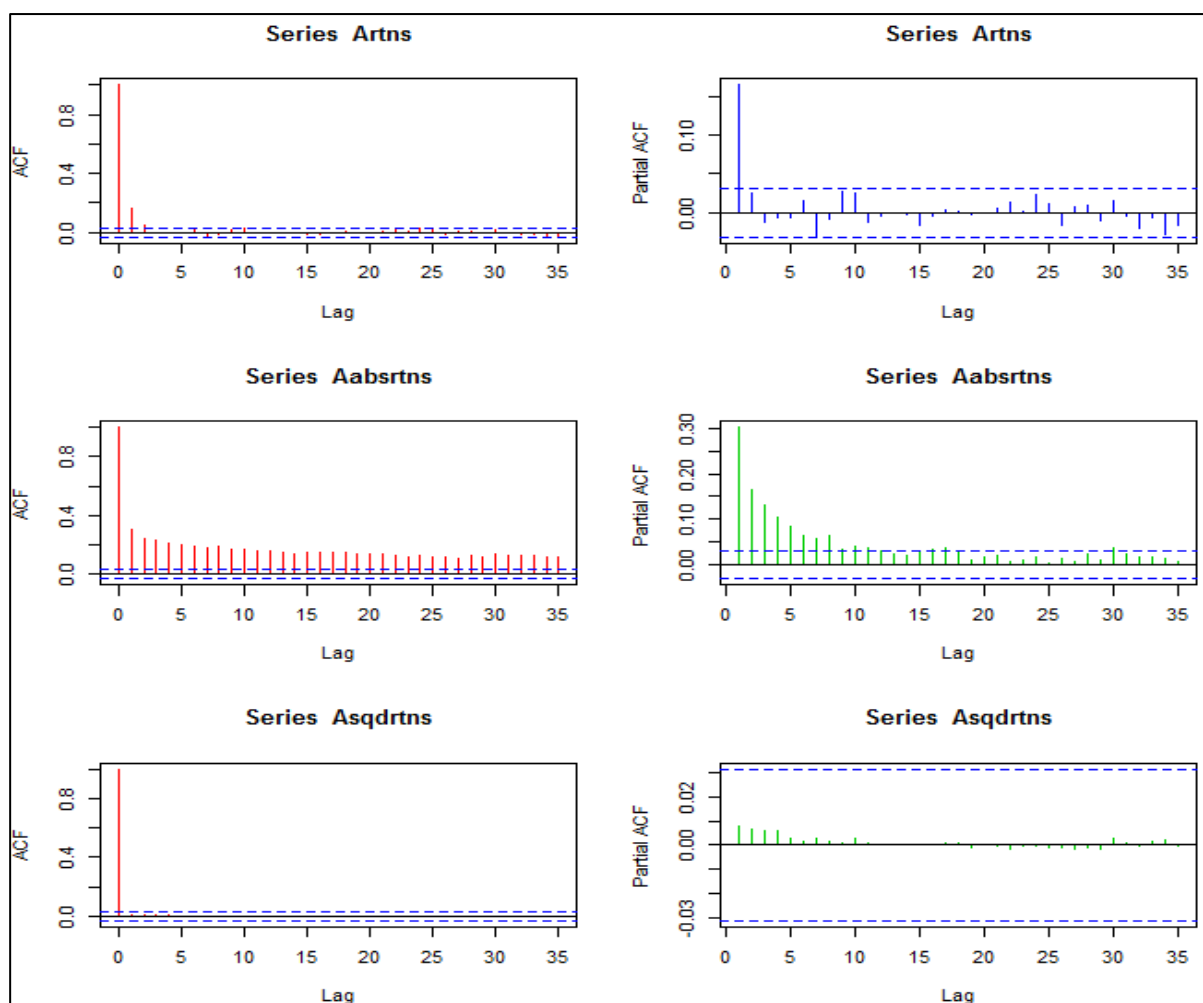 Series Artns
ACF
0.0 0.4 0.8
0 5 10 15 20 25 30 35
Lag
Series Artns
Partial ACF
0.00 0.10
0 5 10 15 20 25 30 35
Lag
Series Aabsrtns
ACF
0.0 0.4 0.8
0 5 10 15 20 25 30 35
Lag
Series Aabsrtns
Partial ACF
0.00 0.10 0.20 0.30
0 5 10 15 20 25 30 35
Lag
Series Asqdrtns
ACF
0.0 0.4 0.8
0 5 10 15 20 25 30 35
Lag
Series Asqdrtns
Partial ACF
-0.03 0.00 0.02
0 5 10 15 20 25 30 35
Lag